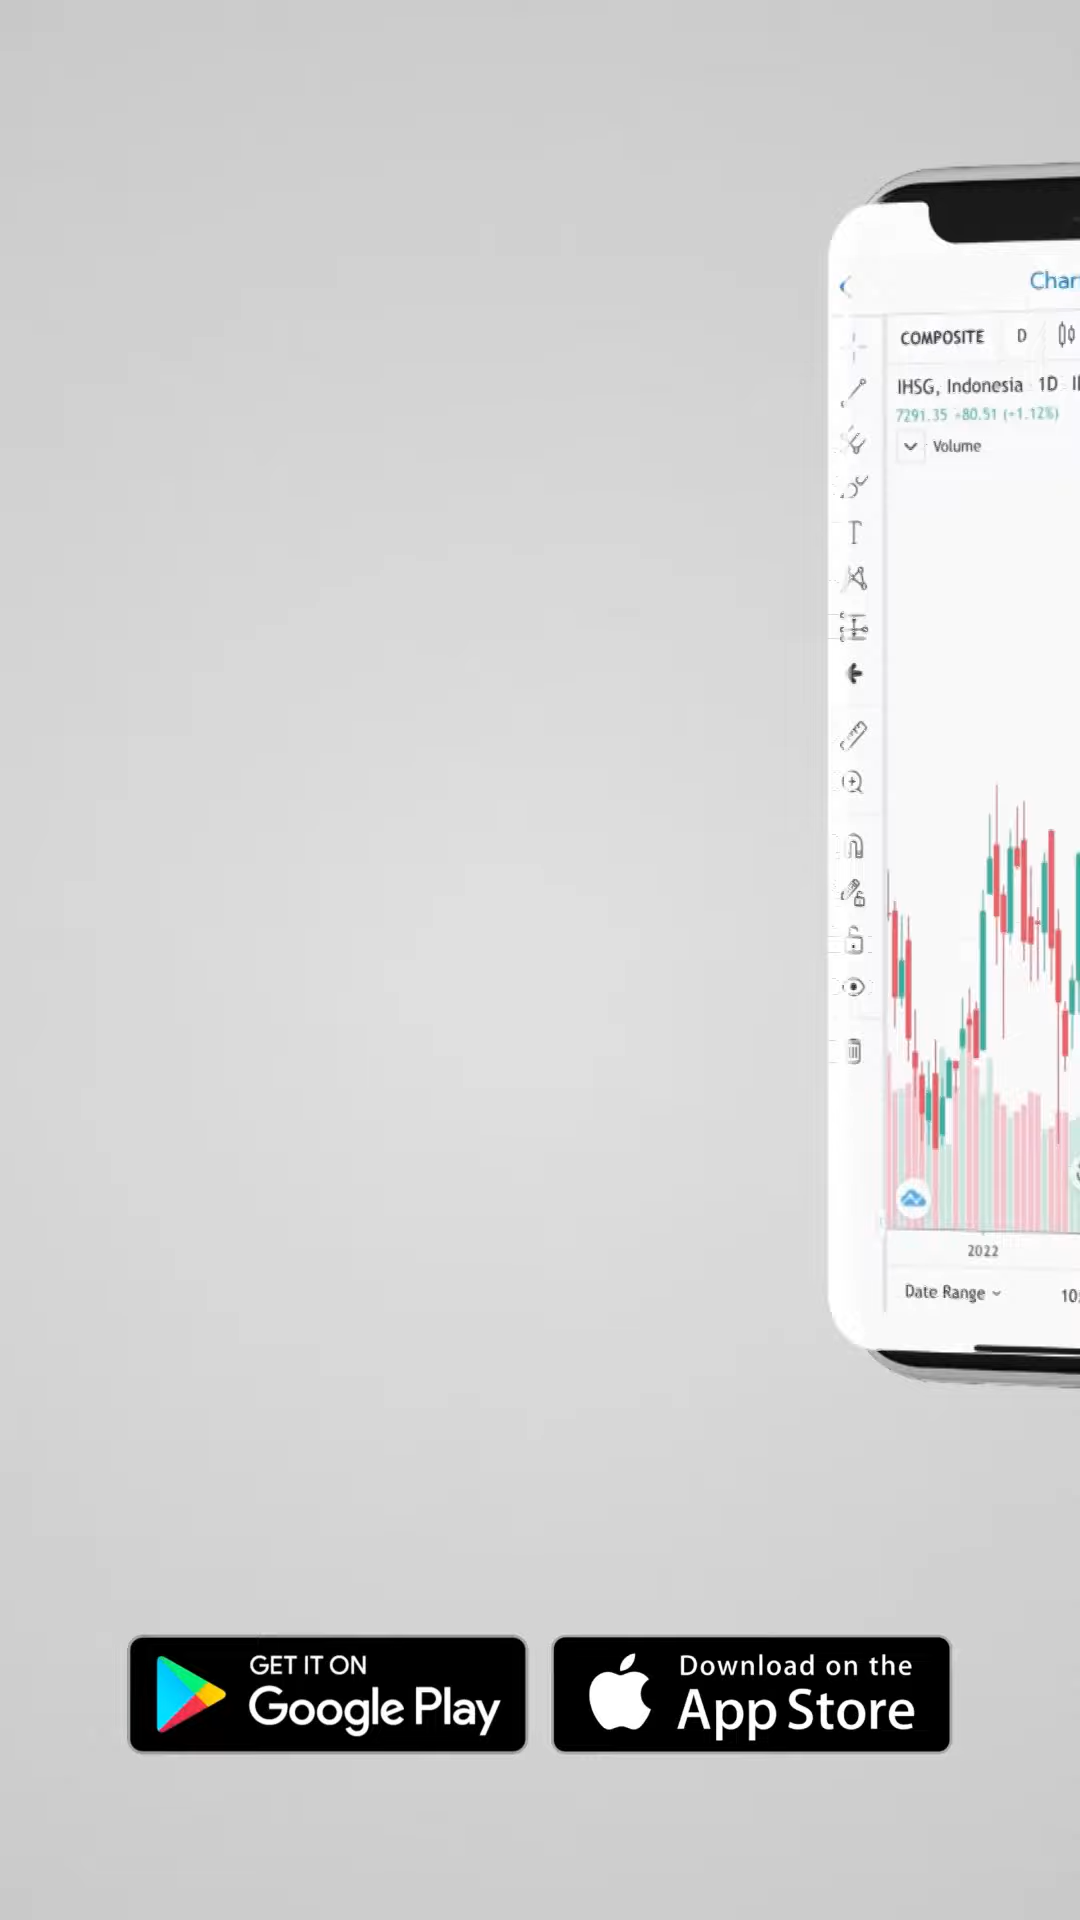 Char
COMPOSITE D
IHSG, Indonesia 1D
7291.35 +80.51 (+1.12%)
Volume
2022
Date Range
10:
GET IT ON
Google Play
Download on the
App Store